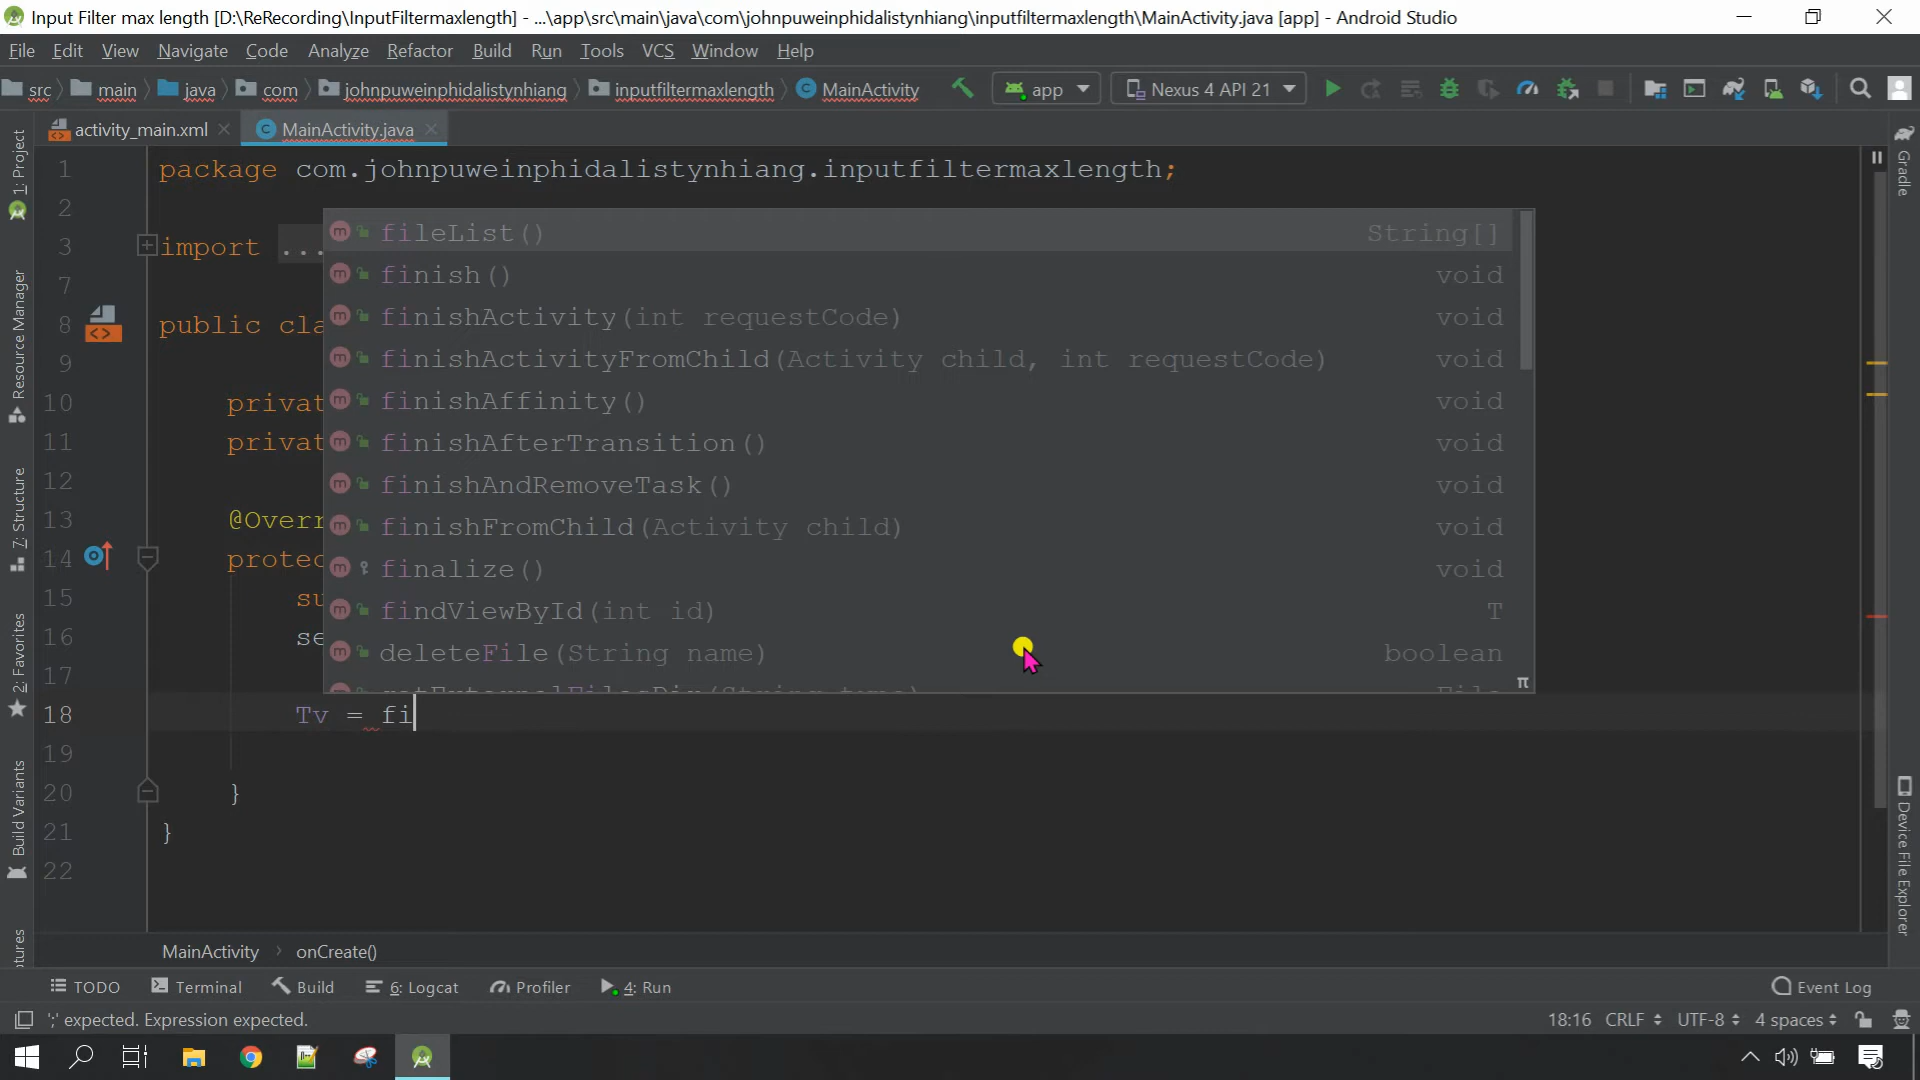 Input Filter max length [D:\ReRecording\InputFiltermaxlength] - ...\app\src\main\java\com\johnpuweinphidalistynhiang\inputfiltermaxlength\MainActivity.java [app] - Android Studio
File Edit View Navigate Code Analyze Refactor Build Run Tools VCS Window Help
src main java com johnpuweinphidalistynhiang inputfiltermaxlength MainActivity app Nexus 4 API 21
activity_main.xml MainActivity.java
1 package com.johnpuweinphidalistynhiang.inputfiltermaxlength;
2
fileList() String[]
3 import ...
finish() void
7
finishActivity(int requestCode) void
8 public cla
finishActivityFromChild(Activity child, int requestCode) void
9
finishAffinity() void
10 privat
finishAfterTransition() void
11 privat
finishAndRemoveTask() void
12
finishFromChild(Activity child) void
13 @Overr
finalize() void
14 protec
findViewById(int id) T
15 su
deleteFile(String name) boolean
16 se
getExternalFilesDir(String type) File
17
18 Tv = fi
19
20 }
21 }
22
1: Project
Resource Manager
7: Structure
2: Favorites
Build Variants
tures
Gradle
Device File Explorer
MainActivity onCreate()
TODO Terminal Build 6: Logcat Profiler 4: Run Event Log
';' expected. Expression expected. 18:16 CRLF UTF-8 4 spaces